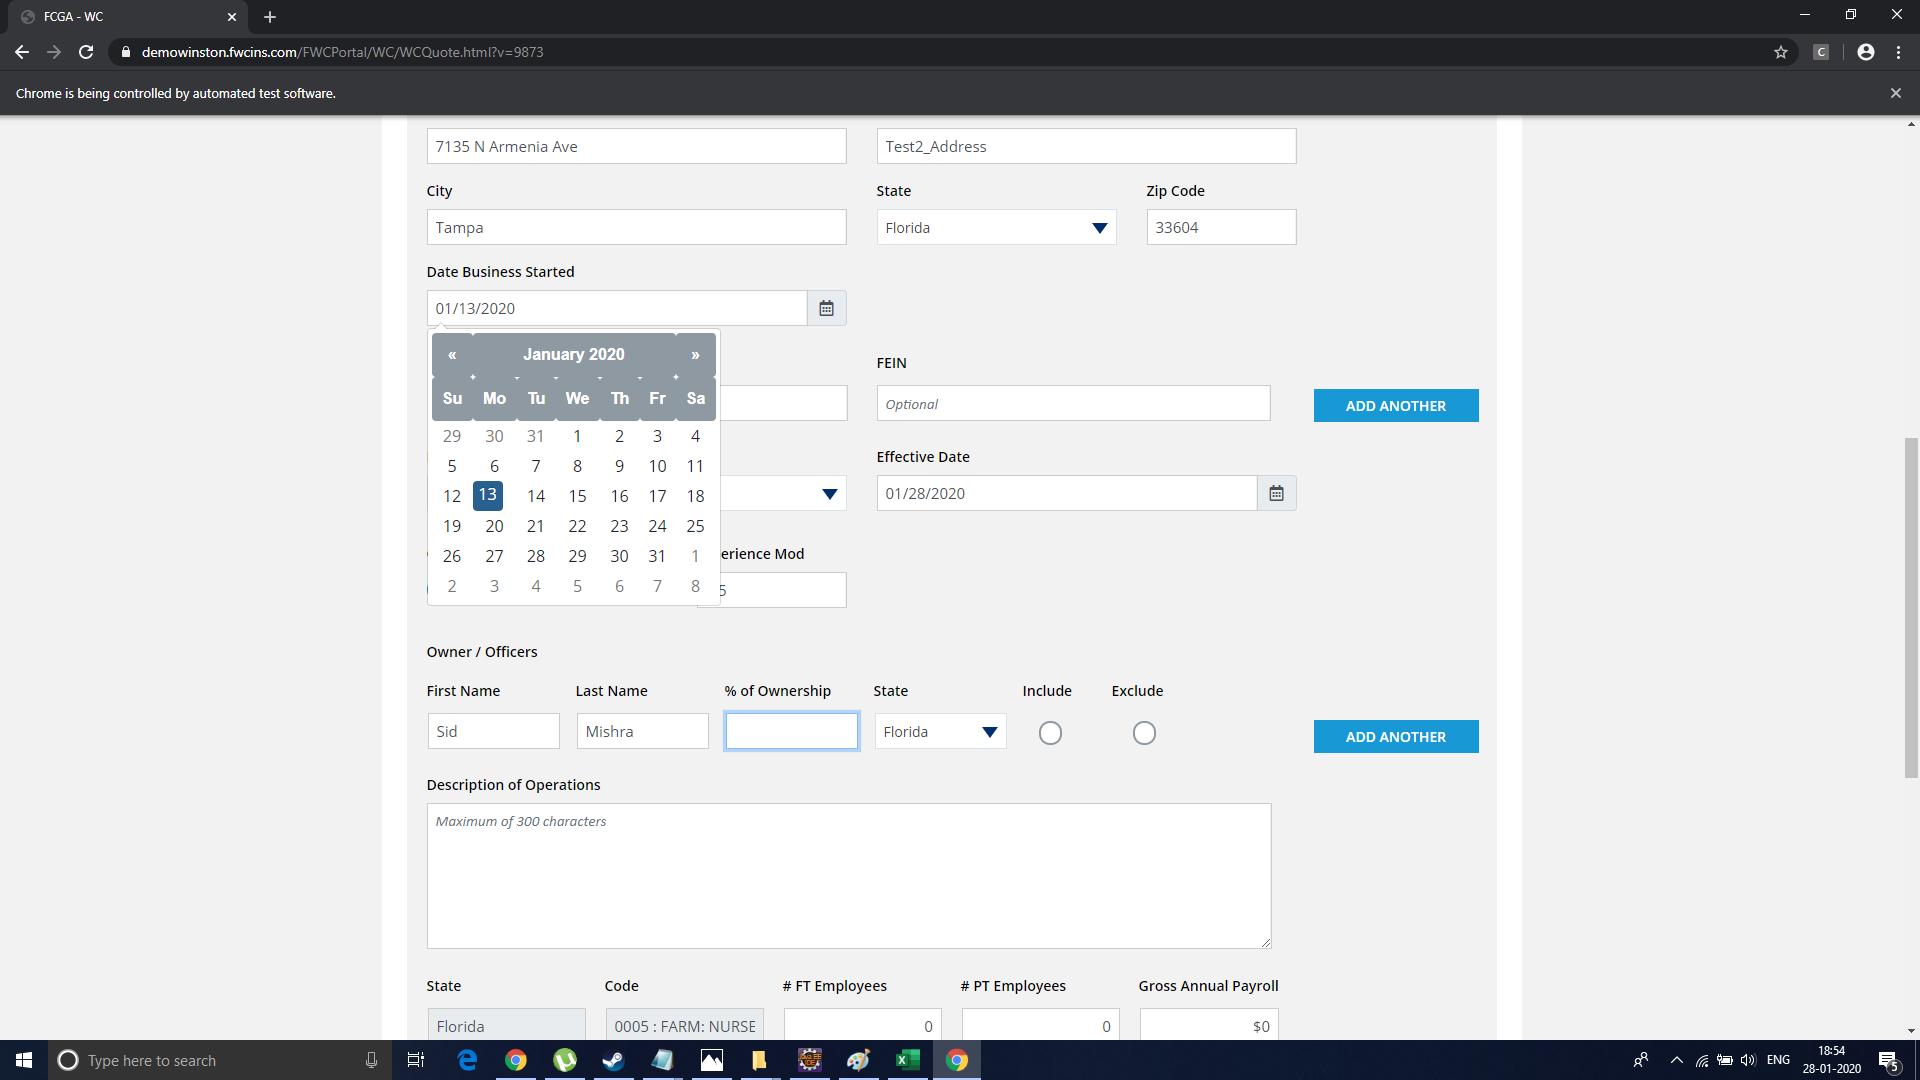 FCGA - WC
demowinston.fwcins.com/FWCPortal/WC/WCQuote.html?v=9873
C
Chrome is being controlled by automated test software.
7135 N Armenia Ave
Test2_Address
City
State
Zip Code
Tampa
Florida
33604
Date Business Started
01/13/2020
« January 2020 »
Su Mo Tu We Th Fr Sa
29 30 31 1 2 3 4
5 6 7 8 9 10 11
12 13 14 15 16 17 18
19 20 21 22 23 24 25
26 27 28 29 30 31 1
2 3 4 5 6 7 8
FEIN
Optional
ADD ANOTHER
Effective Date
01/28/2020
erience Mod
5
Owner / Officers
First Name
Last Name
% of Ownership
State
Include
Exclude
Sid
Mishra
Florida
ADD ANOTHER
Description of Operations
Maximum of 300 characters
State
Code
# FT Employees
# PT Employees
Gross Annual Payroll
Florida
0005 : FARM: NURSE
0
0
$0
Type here to search
ENG
18:54
28-01-2020
5